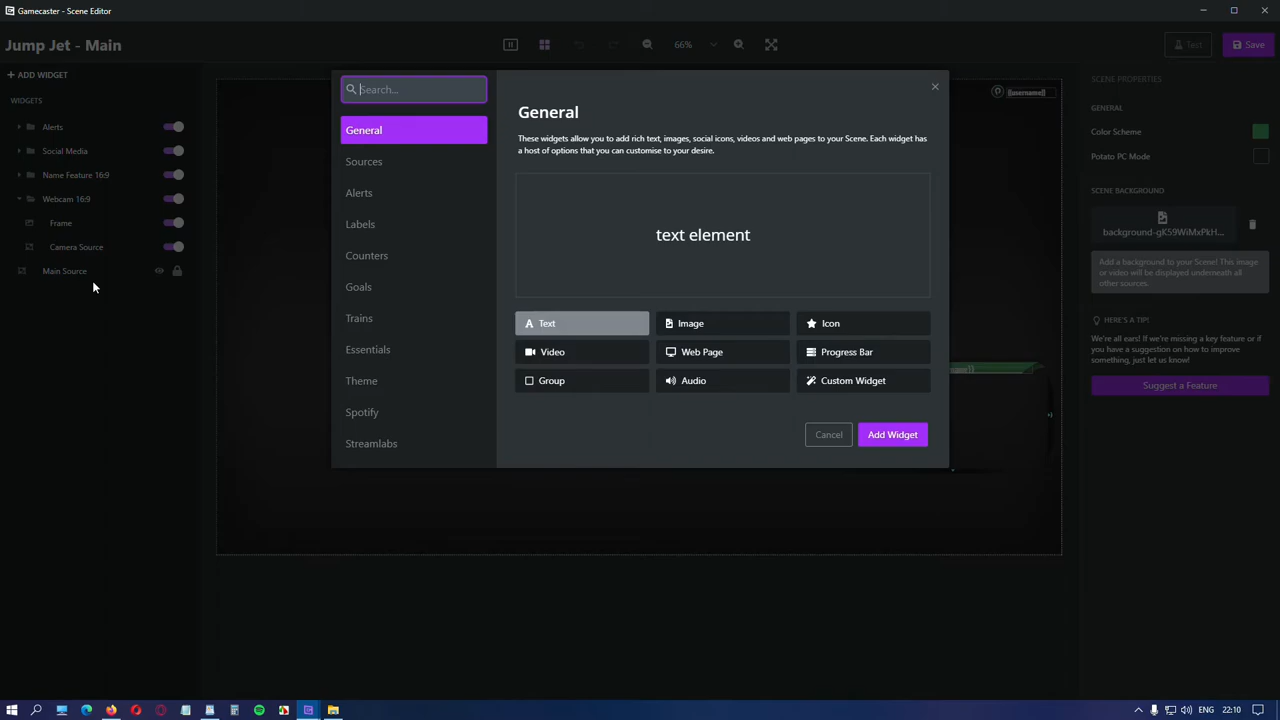 Gamecaster - Scene Editor
Jump Jet - Main
66%
Test
Save
ADD WIDGET
WIDGETS
Alerts
Social Media
Name Feature 16:9
Webcam 16:9
Frame
Camera Source
Main Source
Search...
General
Sources
Alerts
Labels
Counters
Goals
Trains
Essentials
Theme
Spotify
Streamlabs
General
These widgets allow you to add rich text, images, social icons, videos and web pages to your Scene. Each widget has
a host of options that you can customise to your desire.
text element
Text
Image
Icon
Video
Web Page
Progress Bar
Group
Audio
Custom Widget
Cancel
Add Widget
[[username]]
SCENE PROPERTIES
GENERAL
Color Scheme
Potato PC Mode
SCENE BACKGROUND
background-gK59WiMxPkH...
Add a background to your Scene! This image
or video will be displayed underneath all
other sources.
HERE'S A TIP!
We're all ears! If we're missing a key feature or
if you have a suggestion on how to improve
something, just let us know!
Suggest a Feature
ENG
22:10